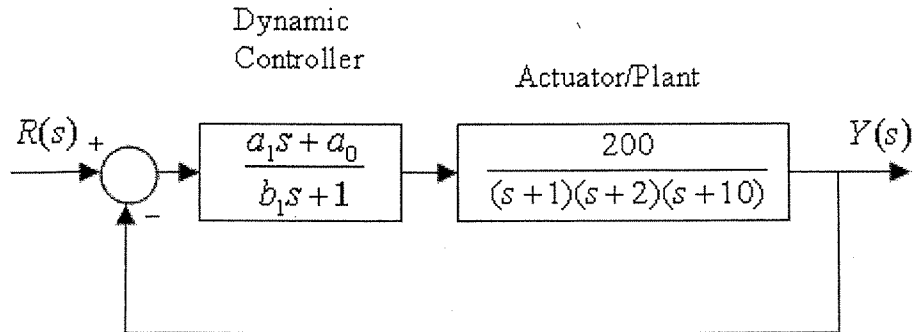 Dynamic
Controller
Actuator/Plant
R(s) +
a₁s + a₀
b₁s + 1
200
(s + 1)(s + 2)(s + 10)
Y(s)
-